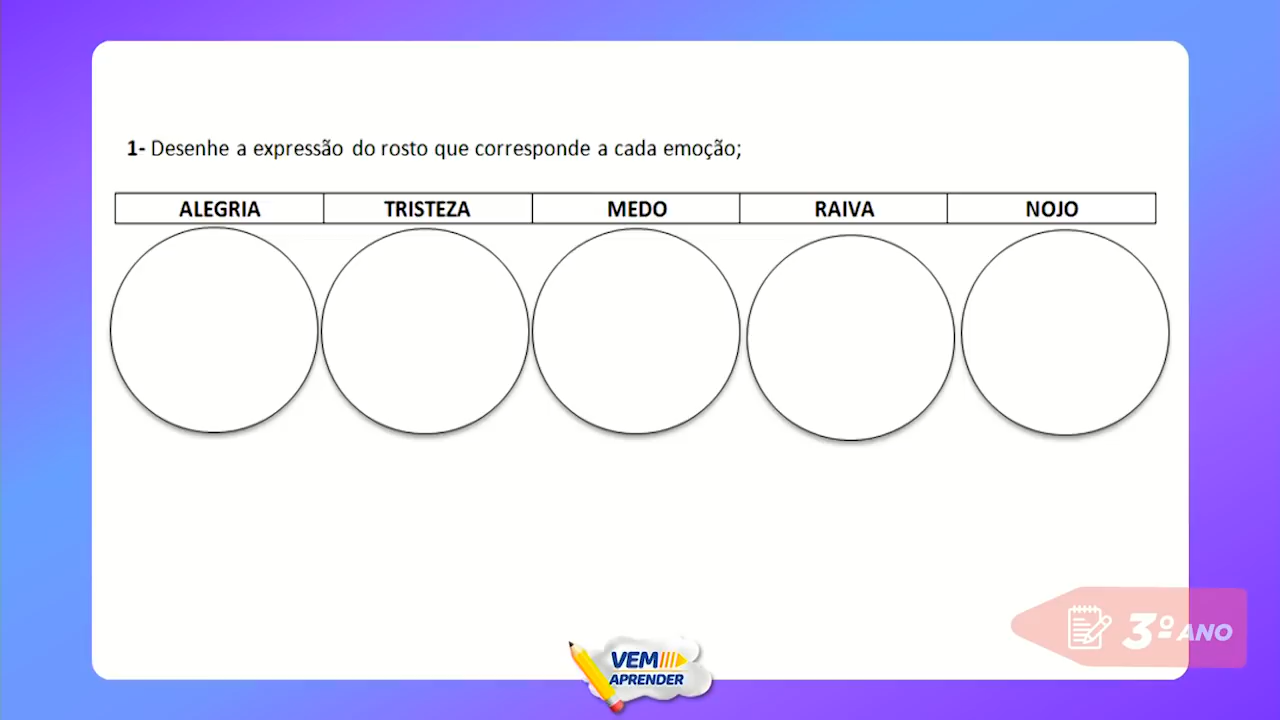 1- Desenhe a expressão do rosto que corresponde a cada emoção;
ALEGRIA TRISTEZA MEDO RAIVA NOJO
3º ANO
VEM
APRENDER